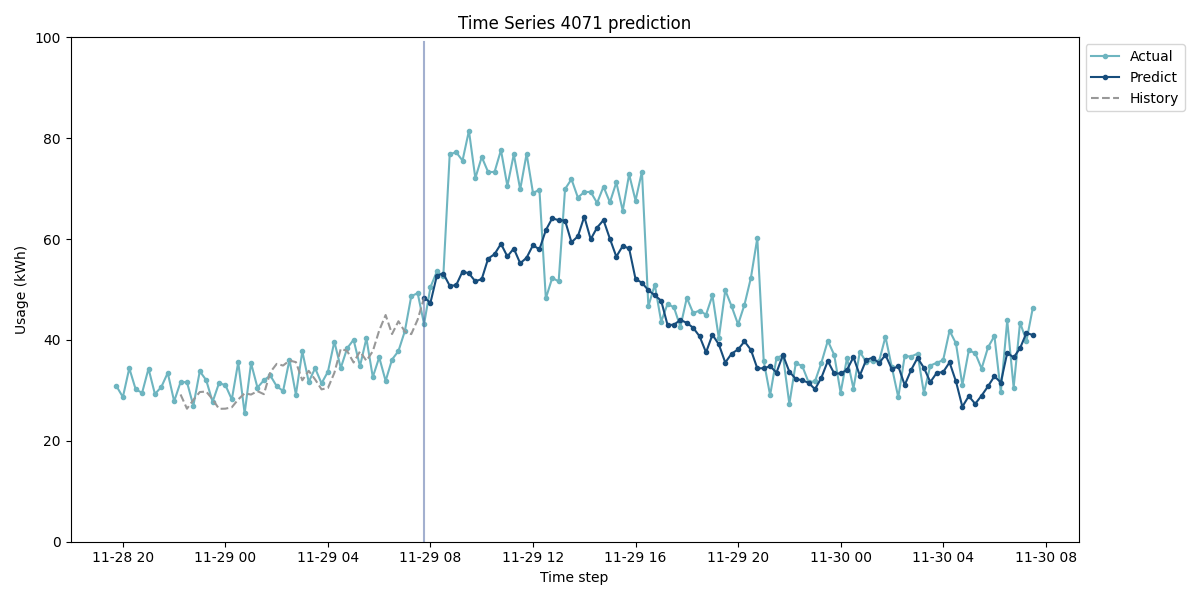 Time Series 4071 prediction
Actual
Predict
History
Usage (kWh)
100
80
60
40
20
0
11-28 20
11-29 00
11-29 04
11-29 08
11-29 12
11-29 16
11-29 20
11-30 00
11-30 04
11-30 08
Time step